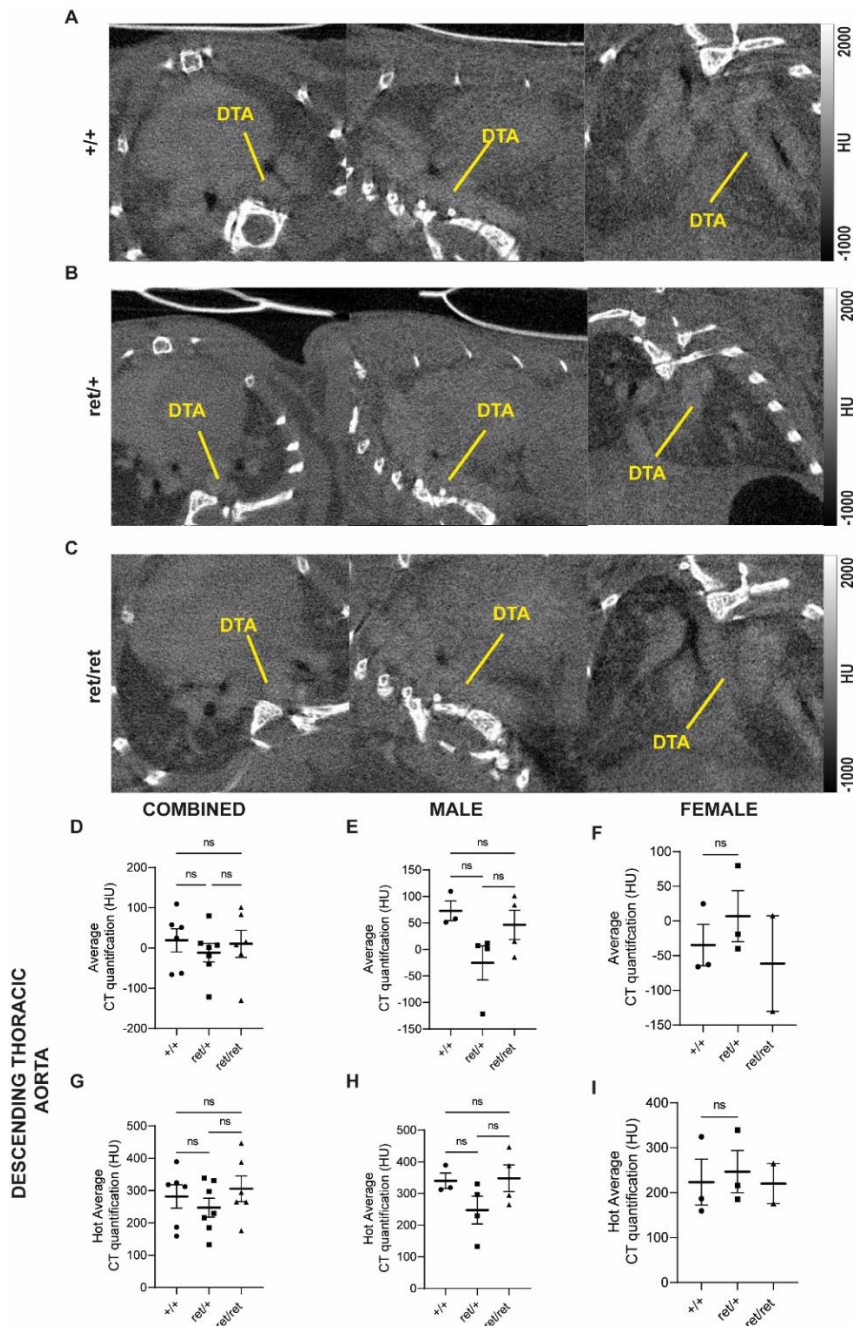 A
+/+
DTA
DTA
DTA
2000
HU
-1000
B
ret/+
DTA
DTA
DTA
2000
HU
-1000
C
ret/ret
DTA
DTA
DTA
2000
HU
-1000
COMBINED
MALE
FEMALE
DESCENDING THORACIC
AORTA
D
Average
CT quantifcation (HU)
200
100
0
-100
-200
ns
ns
ns
+/+
ret/+
ret/ret
E
Average
CT quantification (HU)
150
100
50
0
-50
-100
-150
ns
ns
ns
+/+
ret/+
ret/ret
F
Average
CT quantification (HU)
100
50
0
-50
-100
-150
ns
+/+
ret/+
ret/ret
G
Hot Average
CT quantification (HU)
500
400
300
200
100
0
ns
ns
ns
+/+
ret/+
ret/ret
H
Hot Average
CT quantification (HU)
500
400
300
200
100
0
ns
ns
ns
+/+
ret/+
ret/ret
I
Hot Average
CT quantification (HU)
400
300
200
100
0
ns
+/+
ret/+
ret/ret